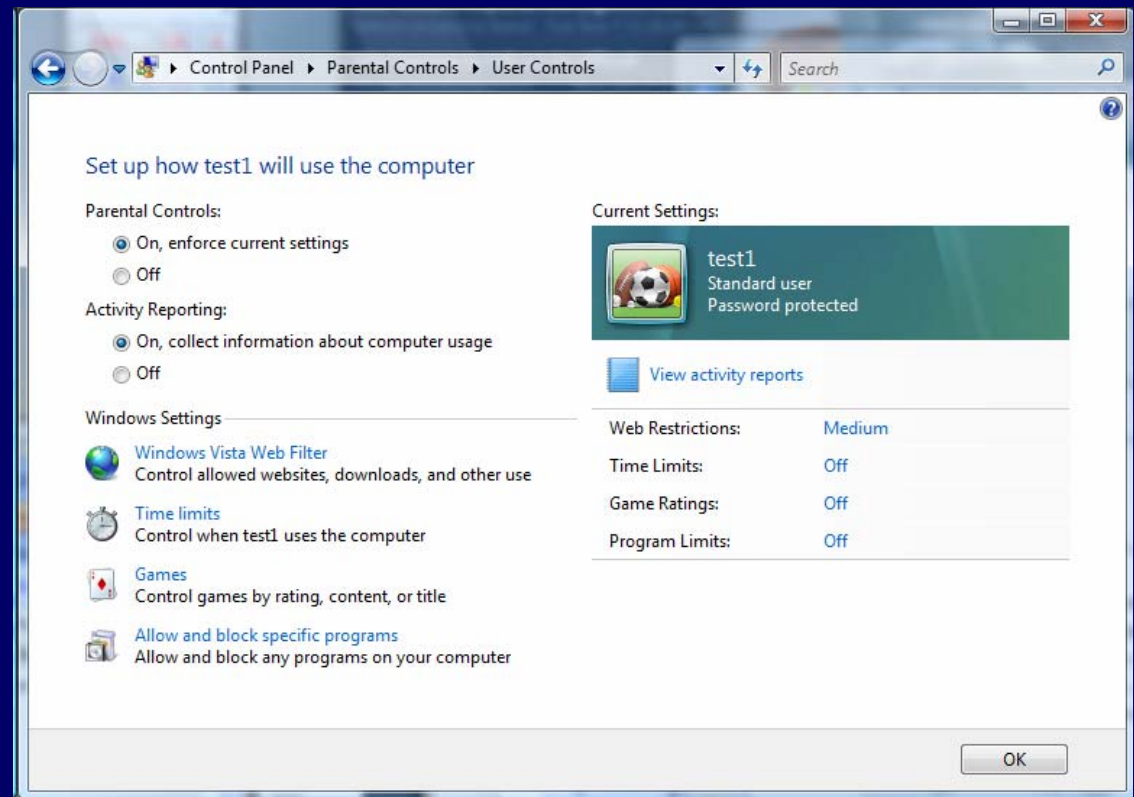 Control Panel ▸ Parental Controls ▸ User Controls
Search
Set up how test1 will use the computer
Parental Controls:
On, enforce current settings
Off
Activity Reporting:
On, collect information about computer usage
Off
Windows Settings
Windows Vista Web Filter
Control allowed websites, downloads, and other use
Time limits
Control when test1 uses the computer
Games
Control games by rating, content, or title
Allow and block specific programs
Allow and block any programs on your computer
Current Settings:
test1
Standard user
Password protected
View activity reports
Web Restrictions: Medium
Time Limits: Off
Game Ratings: Off
Program Limits: Off
OK